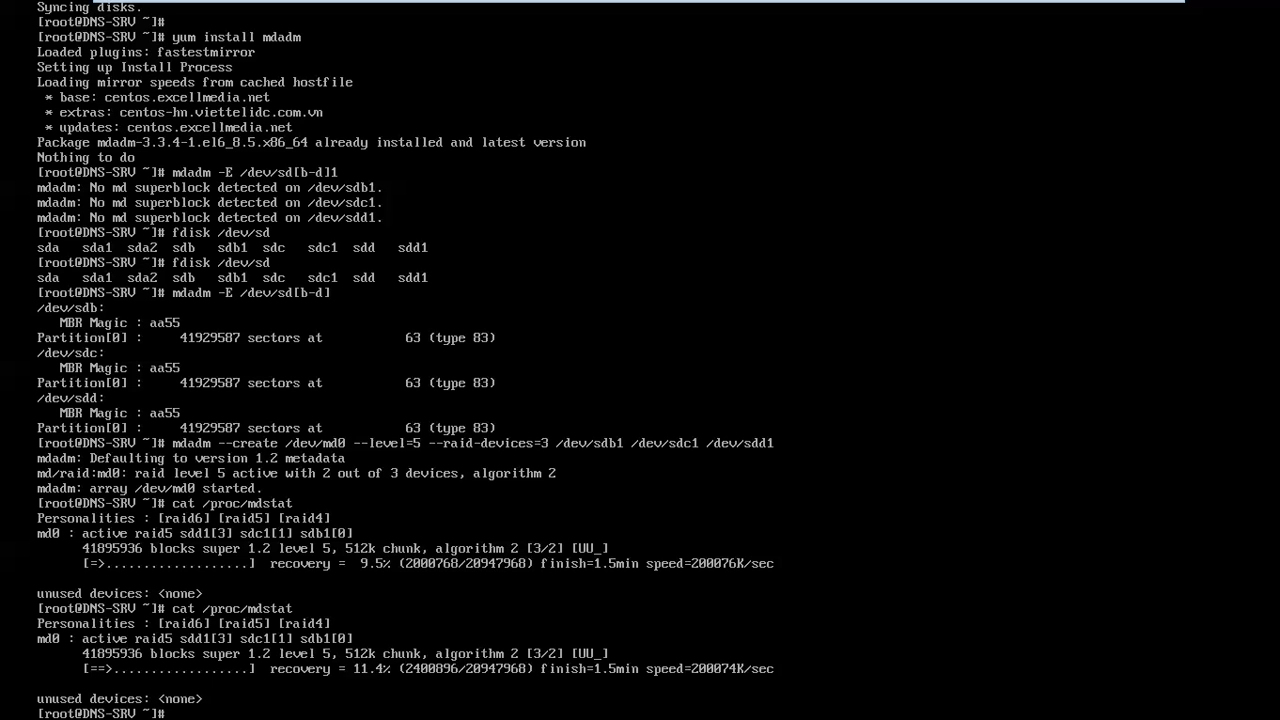 Syncing disks.
[root@DNS-SRV ~]#
[root@DNS-SRV ~]# yum install mdadm
Loaded plugins: fastestmirror
Setting up Install Process
Loading mirror speeds from cached hostfile
 * base: centos.excellmedia.net
 * extras: centos-hn.viettelidc.com.vn
 * updates: centos.excellmedia.net
Package mdadm-3.3.4-1.el6_8.5.x86_64 already installed and latest version
Nothing to do
[root@DNS-SRV ~]# mdadm -E /dev/sd[b-d]1
mdadm: No md superblock detected on /dev/sdb1.
mdadm: No md superblock detected on /dev/sdc1.
mdadm: No md superblock detected on /dev/sdd1.
[root@DNS-SRV ~]# fdisk /dev/sd
sda   sda1  sda2  sdb   sdb1  sdc   sdc1  sdd   sdd1
[root@DNS-SRV ~]# fdisk /dev/sd
sda   sda1  sda2  sdb   sdb1  sdc   sdc1  sdd   sdd1
[root@DNS-SRV ~]# mdadm -E /dev/sd[b-d]
/dev/sdb:
   MBR Magic : aa55
Partition[0] :     41929587 sectors at           63 (type 83)
/dev/sdc:
   MBR Magic : aa55
Partition[0] :     41929587 sectors at           63 (type 83)
/dev/sdd:
   MBR Magic : aa55
Partition[0] :     41929587 sectors at           63 (type 83)
[root@DNS-SRV ~]# mdadm --create /dev/md0 --level=5 --raid-devices=3 /dev/sdb1 /dev/sdc1 /dev/sdd1
mdadm: Defaulting to version 1.2 metadata
md/raid:md0: raid level 5 active with 2 out of 3 devices, algorithm 2
mdadm: array /dev/md0 started.
[root@DNS-SRV ~]# cat /proc/mdstat
Personalities : [raid6] [raid5] [raid4]
md0 : active raid5 sdd1[3] sdc1[1] sdb1[0]
      41895936 blocks super 1.2 level 5, 512k chunk, algorithm 2 [3/2] [UU_]
      [=>...................]  recovery =  9.5% (2000768/20947968) finish=1.5min speed=200076K/sec

unused devices: <none>
[root@DNS-SRV ~]# cat /proc/mdstat
Personalities : [raid6] [raid5] [raid4]
md0 : active raid5 sdd1[3] sdc1[1] sdb1[0]
      41895936 blocks super 1.2 level 5, 512k chunk, algorithm 2 [3/2] [UU_]
      [==>..................]  recovery = 11.4% (2400896/20947968) finish=1.5min speed=200074K/sec

unused devices: <none>
[root@DNS-SRV ~]#